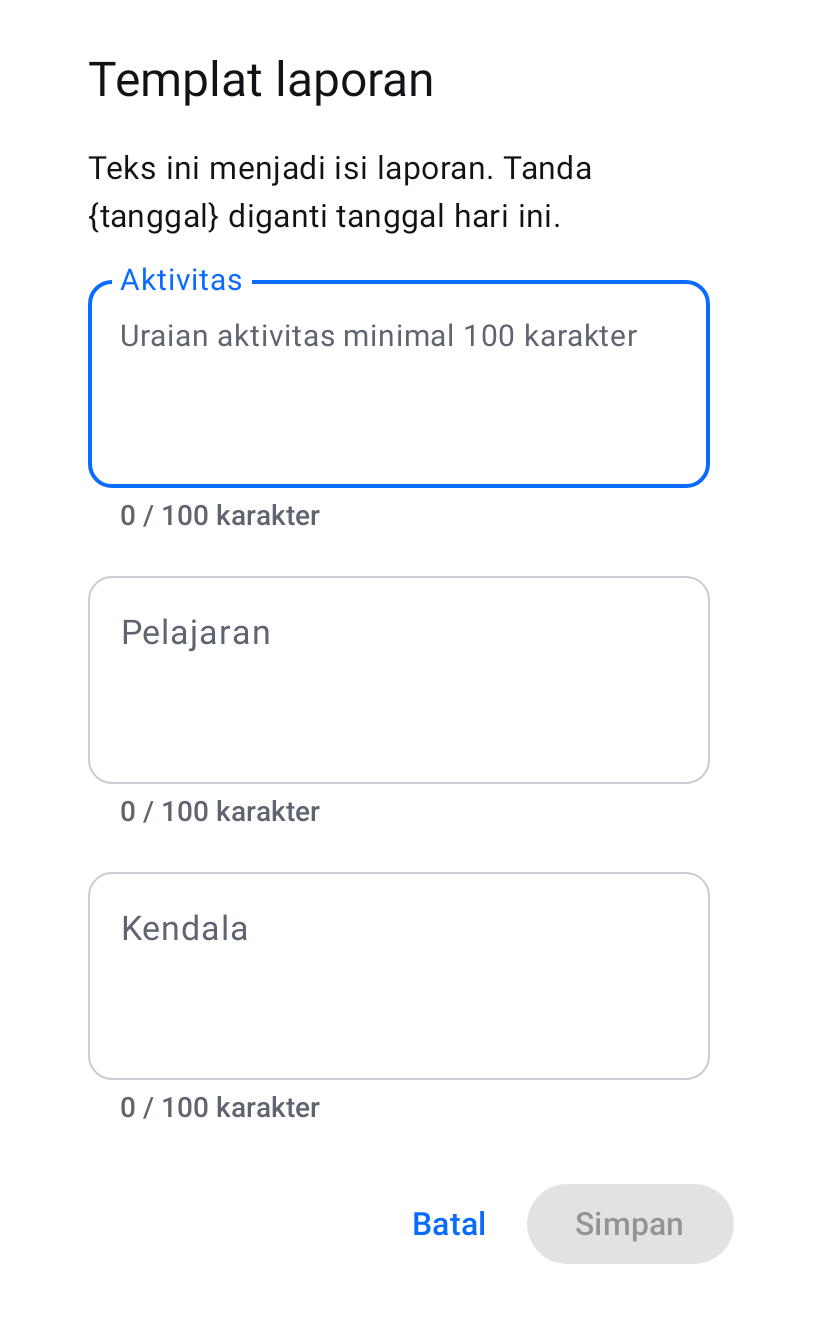 Templat laporan
Teks ini menjadi isi laporan. Tanda
{tanggal} diganti tanggal hari ini.
Aktivitas
Uraian aktivitas minimal 100 karakter
0 / 100 karakter
Pelajaran
0 / 100 karakter
Kendala
0 / 100 karakter
Batal
Simpan